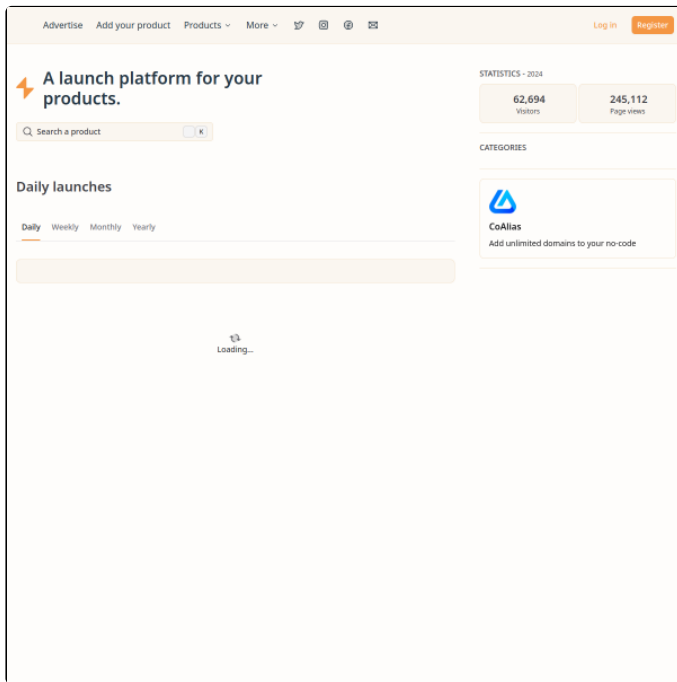 Advertise Add your product Products More
Log in Register
A launch platform for your
products.
Search a product K
Daily launches
Daily Weekly Monthly Yearly
Loading...
STATISTICS - 2024
62,694 245,112
Visitors Page views
CATEGORIES
CoAlias
Add unlimited domains to your no-code